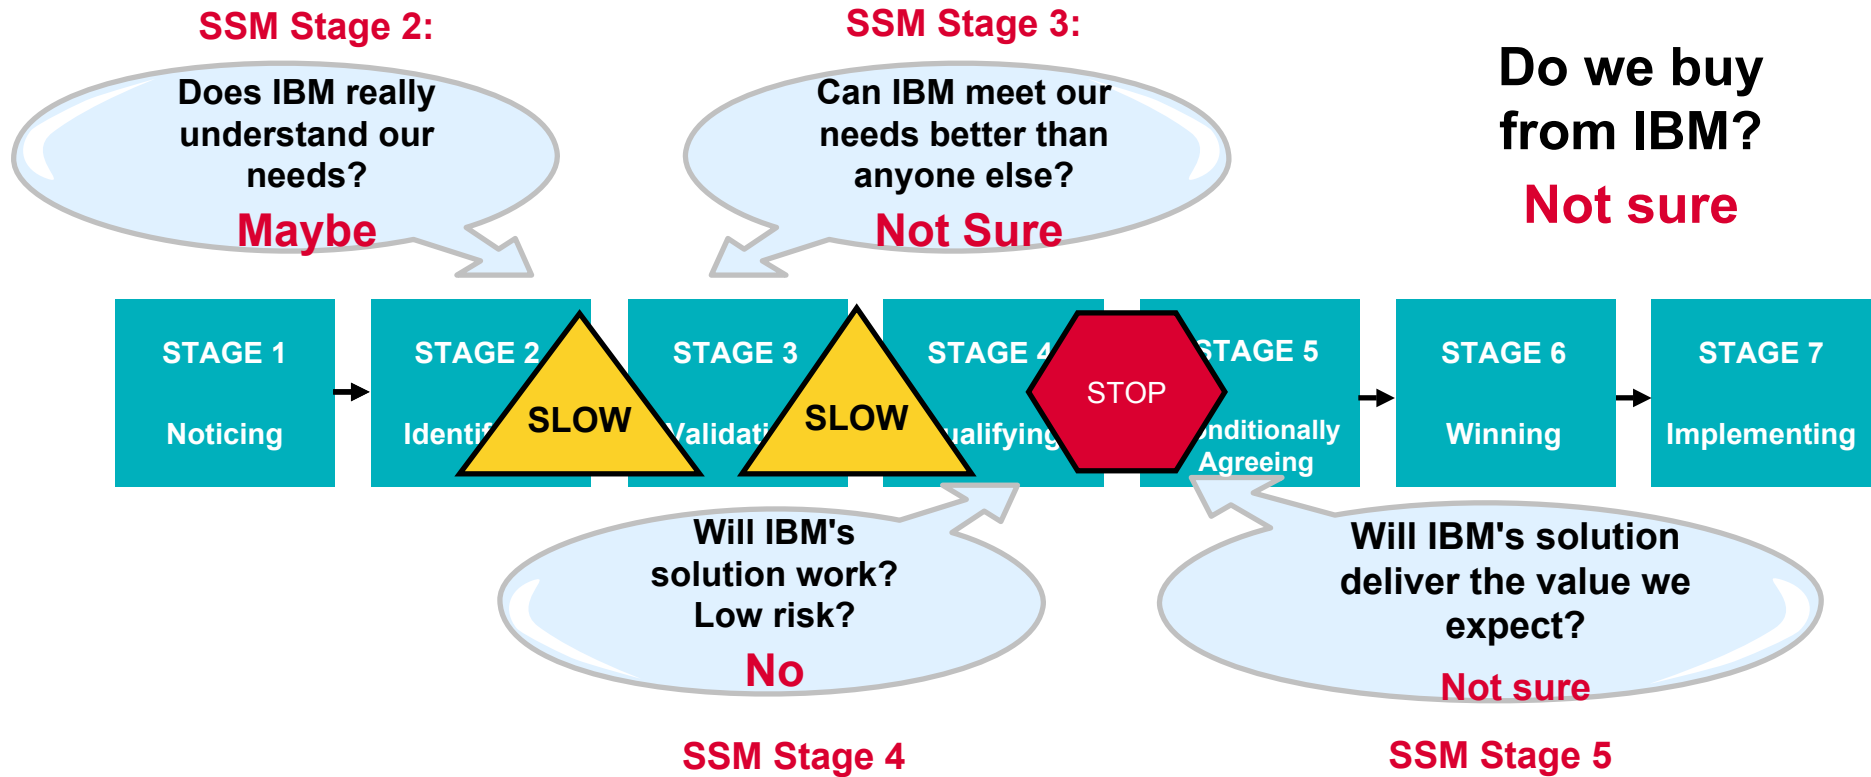 SSM Stage 2:
Does IBM really
understand our
needs?
Maybe
SSM Stage 3:
Can IBM meet our
needs better than
anyone else?
Not Sure
Do we buy
from IBM?
Not sure
STAGE 1
Noticing
STAGE 2
Identif
SLOW
STAGE 3
Validati
SLOW
STAGE 4
ualifying
STOP
STAGE 5
onditionally
Agreeing
STAGE 6
Winning
STAGE 7
Implementing
Will IBM's
solution work?
Low risk?
No
SSM Stage 4
Will IBM's solution
deliver the value we
expect?
Not sure
SSM Stage 5